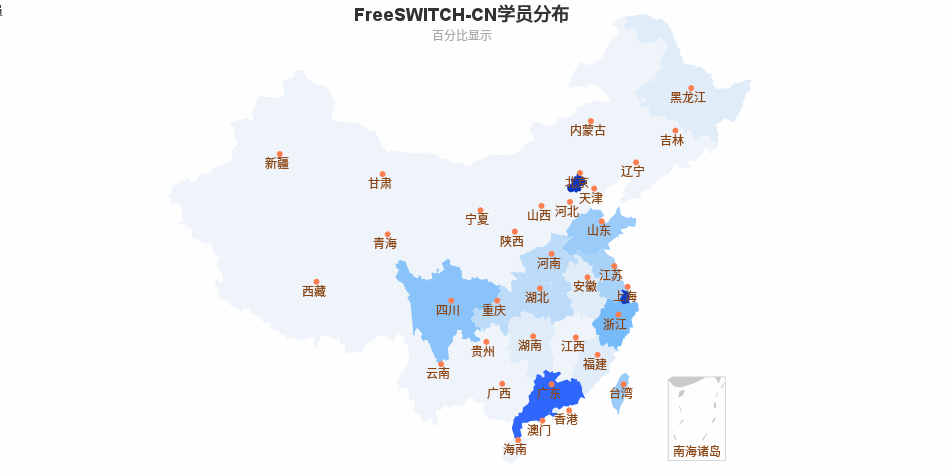 FreeSWITCH-CN学员分布
百分比显示
黑龙江
内蒙古
吉林
新疆
辽宁
甘肃
北京
天津
宁夏
山西
河北
山东
青海
陕西
河南
江苏
西藏
安徽
上海
湖北
四川
重庆
浙江
湖南
江西
贵州
福建
云南
广西
广东
台湾
香港
澳门
海南
南海诸岛